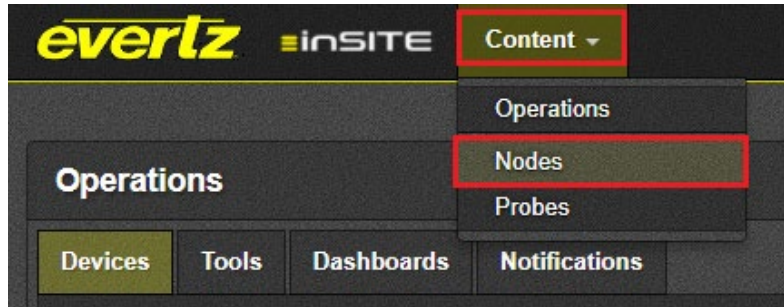 evertz inSITE Content
Operations
Nodes
Probes
Operations
Devices Tools Dashboards Notifications